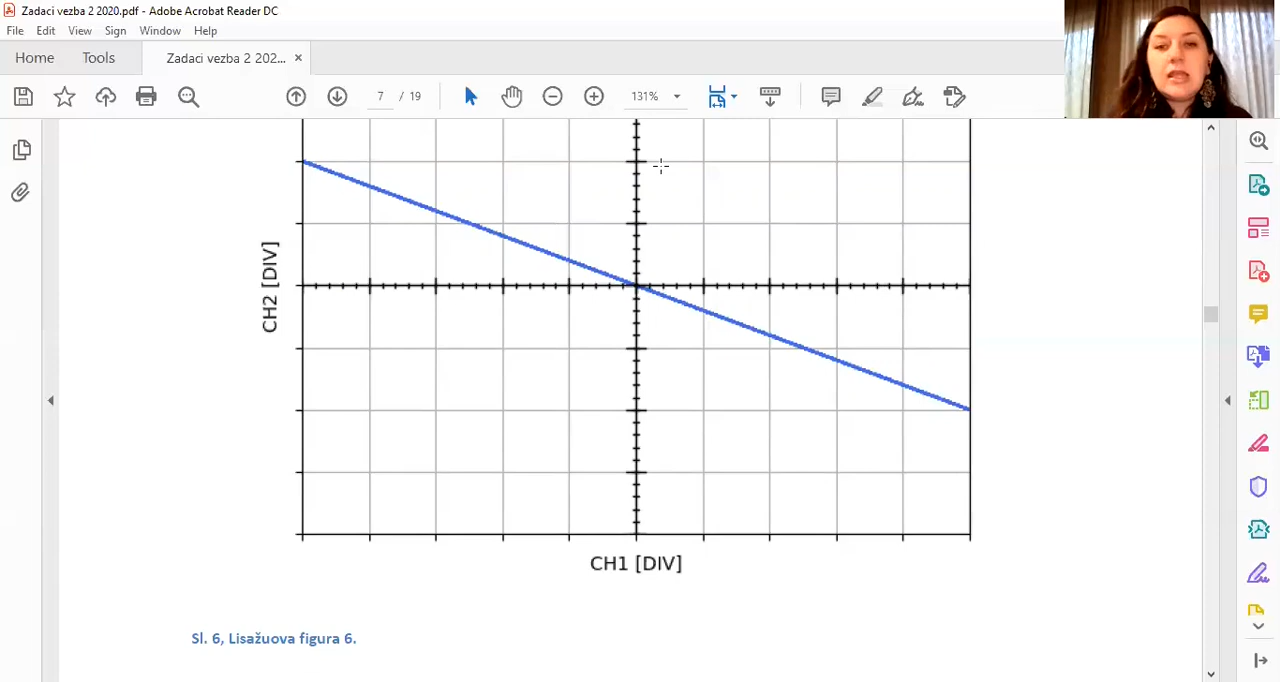 Zadaci vezba 2 2020.pdf - Adobe Acrobat Reader DC
File Edit View Sign Window Help
Home Tools Zadaci vezba 2 202... ×
7 / 19 131%
CH2 [DIV]
CH1 [DIV]
Sl. 6, Lisažuova figura 6.